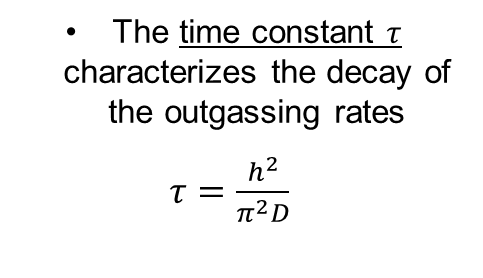 • The time constant τ
characterizes the decay of
the outgassing rates
τ = h²/π²D